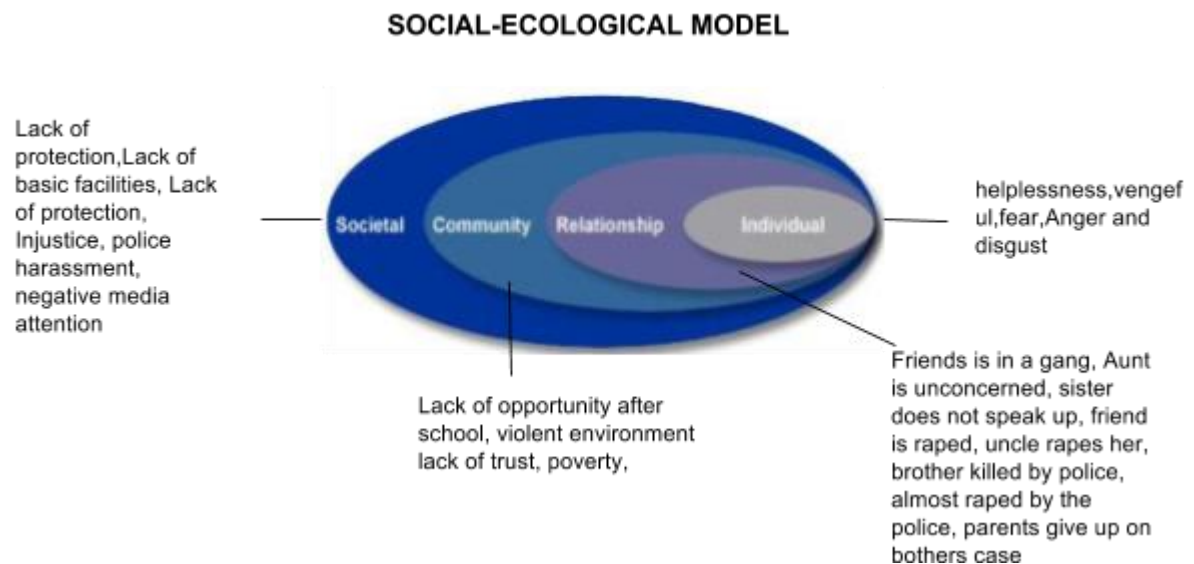 SOCIAL-ECOLOGICAL MODEL
Lack of
protection,Lack of
basic facilities, Lack
of protection,
Injustice, police
harassment,
negative media
attention
Societal
Community
Relationship
Individual
helplessness,vengef
ul,fear,Anger and
disgust
Lack of opportunity after
school, violent environment
lack of trust, poverty,
Friends is in a gang, Aunt
is unconcerned, sister
does not speak up, friend
is raped, uncle rapes her,
brother killed by police,
almost raped by the
police, parents give up on
bothers case